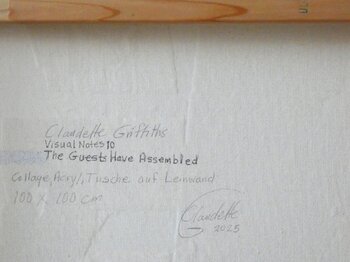 Claudette Griffiths
Visual Notes 10
The Guests Have Assembled
Collage, Acryl, Tusche auf Leinwand
100 x 100 cm
Claudette
G 2025